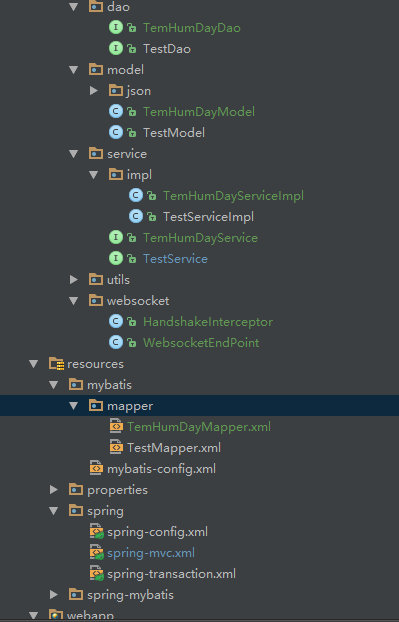 dao
TemHumDayDao
TestDao
model
json
TemHumDayModel
TestModel
service
impl
TemHumDayServiceImpl
TestServiceImpl
TemHumDayService
TestService
utils
websocket
HandshakeInterceptor
WebsocketEndPoint
resources
mybatis
mapper
TemHumDayMapper.xml
TestMapper.xml
mybatis-config.xml
properties
spring
spring-config.xml
spring-mvc.xml
spring-transaction.xml
spring-mybatis
webapp